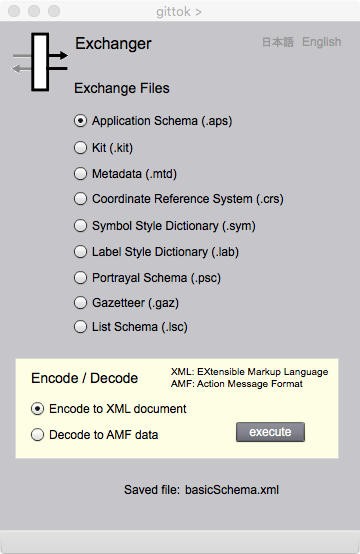 gittok >
Exchanger
日本語 English
Exchange Files
Application Schema (.aps)
Kit (.kit)
Metadata (.mtd)
Coordinate Reference System (.crs)
Symbol Style Dictionary (.sym)
Label Style Dictionary (.lab)
Portrayal Schema (.psc)
Gazetteer (.gaz)
List Schema (.lsc)
Encode / Decode
XML: EXtensible Markup Language
AMF: Action Message Format
Encode to XML document
Decode to AMF data
execute
Saved file: basicSchema.xml